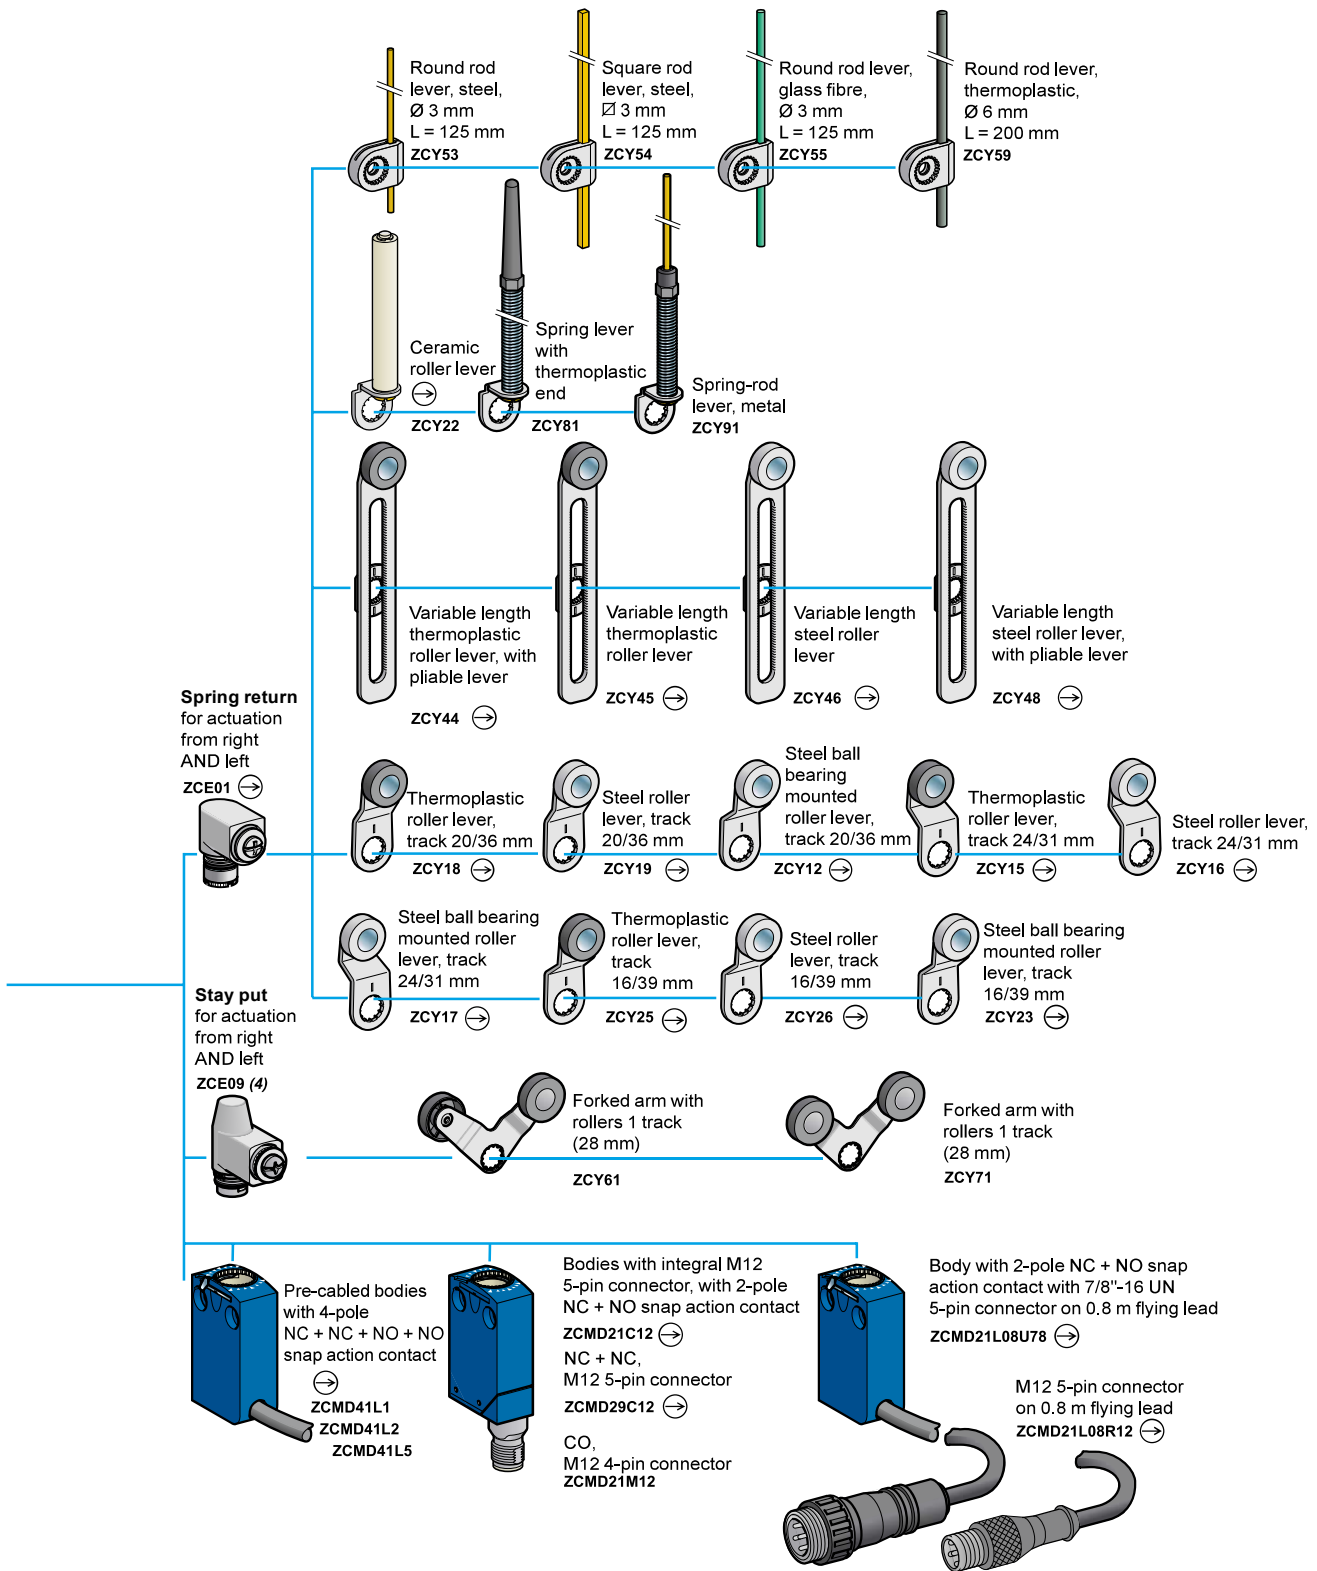 Round rod
lever, steel,
Ø 3 mm
L = 125 mm
ZCY53
Square rod
lever, steel,
⍁ 3 mm
L = 125 mm
ZCY54
Round rod lever,
glass fibre,
Ø 3 mm
L = 125 mm
ZCY55
Round rod lever,
thermoplastic,
Ø 6 mm
L = 200 mm
ZCY59
Ceramic
roller lever
ZCY22
Spring lever
with
thermoplastic
end
ZCY81
Spring-rod
lever, metal
ZCY91
Variable length
thermoplastic
roller lever, with
pliable lever
ZCY44
Variable length
thermoplastic
roller lever
ZCY45
Variable length
steel roller
lever
ZCY46
Variable length
steel roller lever,
with pliable lever
ZCY48
Spring return
for actuation
from right
AND left
ZCE01
Thermoplastic
roller lever,
track 20/36 mm
ZCY18
Steel roller
lever, track
20/36 mm
ZCY19
Steel ball
bearing
mounted
roller lever,
track 20/36 mm
ZCY12
Thermoplastic
roller lever,
track 24/31 mm
ZCY15
Steel roller lever,
track 24/31 mm
ZCY16
Steel ball bearing
mounted roller
lever, track
24/31 mm
ZCY17
Thermoplastic
roller lever,
track
16/39 mm
ZCY25
Steel roller
lever, track
16/39 mm
ZCY26
Steel ball bearing
mounted roller
lever, track
16/39 mm
ZCY23
Stay put
for actuation
from right
AND left
ZCE09 (4)
Forked arm with
rollers 1 track
(28 mm)
ZCY61
Forked arm with
rollers 1 track
(28 mm)
ZCY71
Pre-cabled bodies
with 4-pole
NC + NC + NO + NO
snap action contact
ZCMD41L1
ZCMD41L2
ZCMD41L5
Bodies with integral M12
5-pin connector, with 2-pole
NC + NO snap action contact
ZCMD21C12
NC + NC,
M12 5-pin connector
ZCMD29C12
CO,
M12 4-pin connector
ZCMD21M12
Body with 2-pole NC + NO snap
action contact with 7/8"-16 UN
5-pin connector on 0.8 m flying lead
ZCMD21L08U78
M12 5-pin connector
on 0.8 m flying lead
ZCMD21L08R12